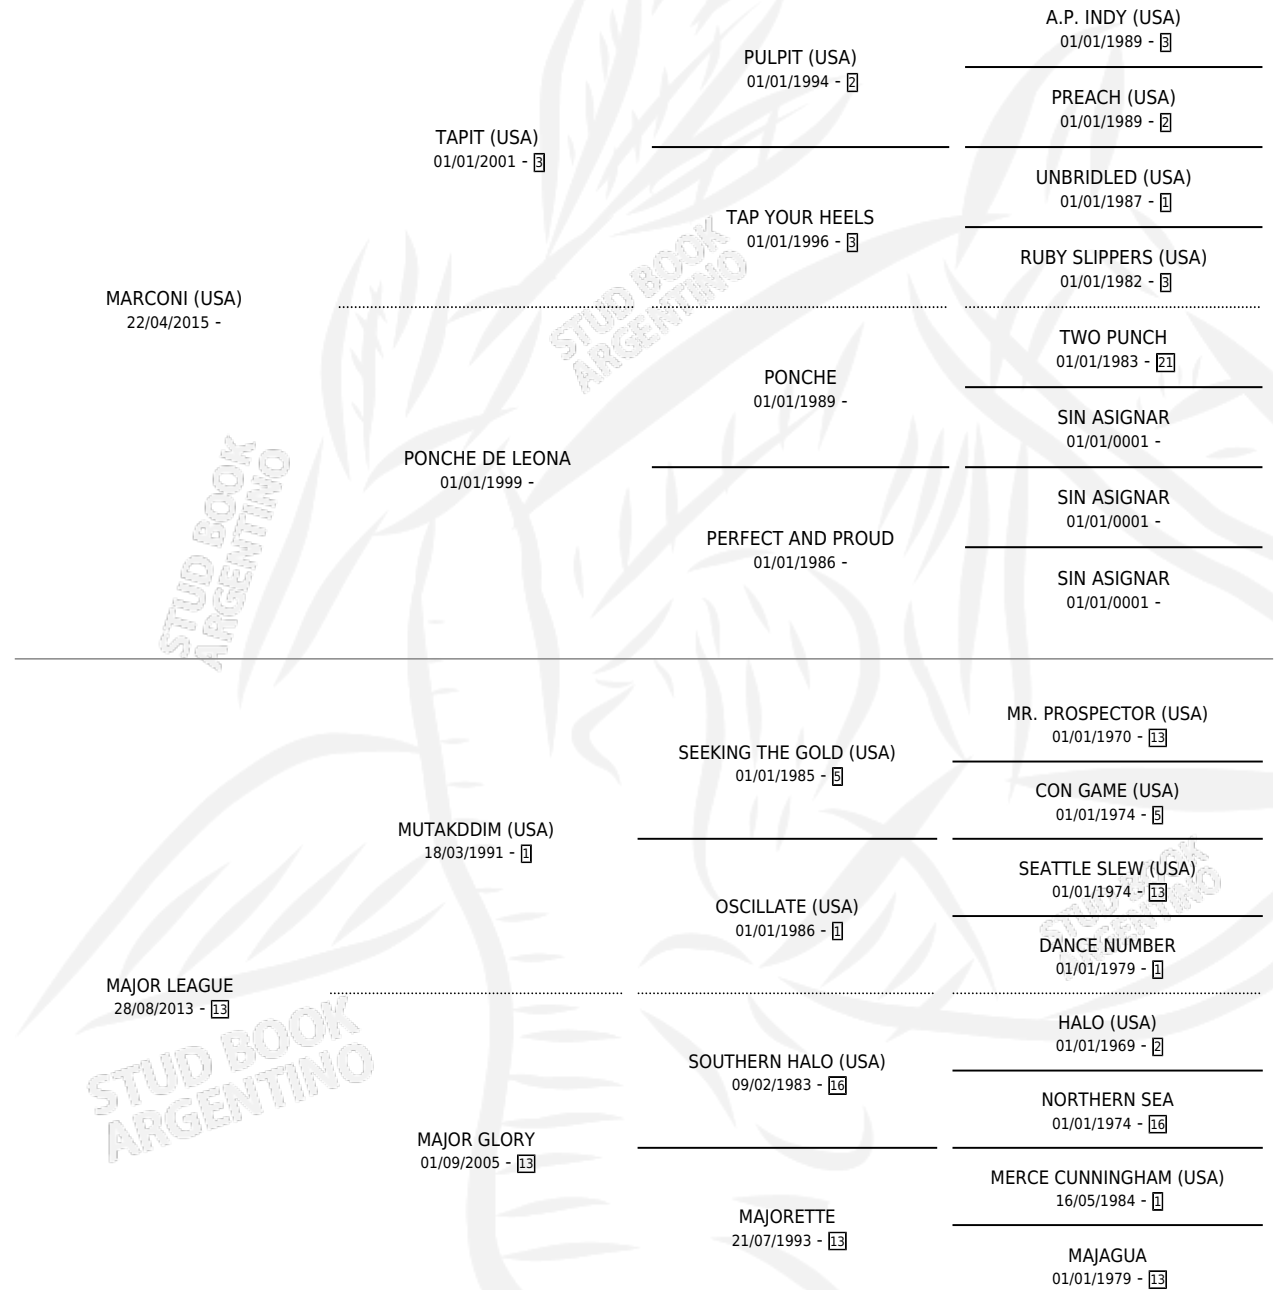 A.P. INDY (USA)
01/01/1989 - 3
PULPIT (USA)
01/01/1994 - 2
PREACH (USA)
01/01/1989 - 2
TAPIT (USA)
01/01/2001 - 3
UNBRIDLED (USA)
01/01/1987 - 1
TAP YOUR HEELS
01/01/1996 - 3
RUBY SLIPPERS (USA)
01/01/1982 - 3
MARCONI (USA)
22/04/2015 -
STUD BOOK
ARGENTINO
TWO PUNCH
01/01/1983 - 21
PONCHE
01/01/1989 -
SIN ASIGNAR
01/01/0001 -
PONCHE DE LEONA
01/01/1999 -
SIN ASIGNAR
01/01/0001 -
PERFECT AND PROUD
01/01/1986 -
SIN ASIGNAR
01/01/0001 -
STUD BOOK
ARGENTINO
MR. PROSPECTOR (USA)
01/01/1970 - 13
SEEKING THE GOLD (USA)
01/01/1985 - 5
CON GAME (USA)
01/01/1974 - 5
MUTAKDDIM (USA)
18/03/1991 - 1
SEATTLE SLEW (USA)
01/01/1974 - 13
OSCILLATE (USA)
01/01/1986 - 1
STUD BOOK
ARGENTINO
DANCE NUMBER
01/01/1979 - 1
MAJOR LEAGUE
28/08/2013 - 13
HALO (USA)
01/01/1969 - 2
SOUTHERN HALO (USA)
09/02/1983 - 16
STUD BOOK
ARGENTINO
NORTHERN SEA
01/01/1974 - 16
MAJOR GLORY
01/09/2005 - 13
MERCE CUNNINGHAM (USA)
16/05/1984 - 1
MAJORETTE
21/07/1993 - 13
MAJAGUA
01/01/1979 - 13